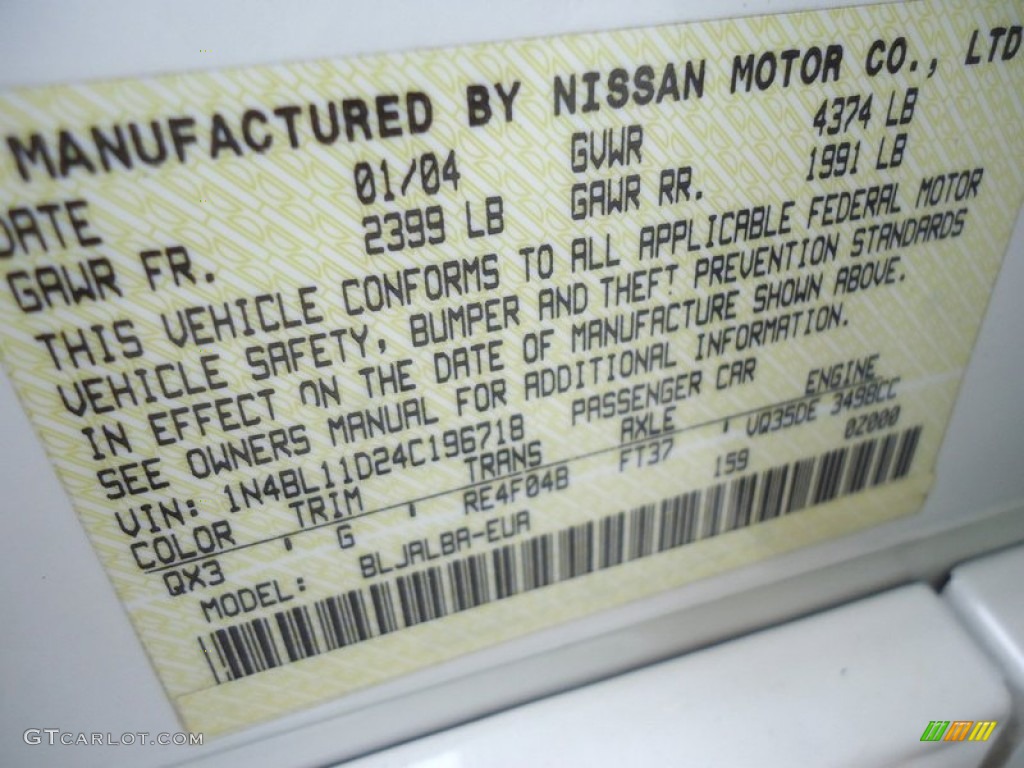 MANUFACTURED BY NISSAN MOTOR CO., LTD
DATE 01/04 GVWR 4374 LB
GAWR FR. 2399 LB GAWR RR. 1991 LB
THIS VEHICLE CONFORMS TO ALL APPLICABLE FEDERAL MOTOR
VEHICLE SAFETY, BUMPER AND THEFT PREVENTION STANDARDS
IN EFFECT ON THE DATE OF MANUFACTURE SHOWN ABOVE.
SEE OWNERS MANUAL FOR ADDITIONAL INFORMATION.
VIN: 1N4BL11D24C196718 PASSENGER CAR
COLOR TRIM TRANS AXLE ENGINE
QX3 G RE4F04B FT37 159 VQ35DE 3498CC
MODEL: BLJALBA-EUA 0Z000
GTCARLOT.COM